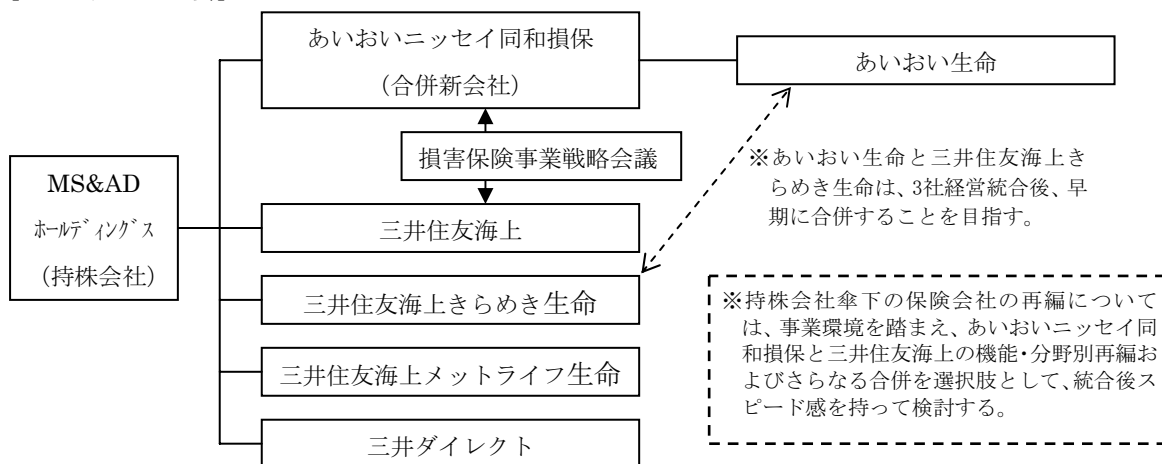 あいおいニッセイ同和損保
(合併新会社)
あいおい生命
損害保険事業戦略会議
MS&AD
ホールディングス
(持株会社)
三井住友海上
三井住友海上きらめき生命
三井住友海上メットライフ生命
三井ダイレクト
※あいおい生命と三井住友海上き
らめき生命は、3社経営統合後、早
期に合併することを目指す。
※持株会社傘下の保険会社の再編について
は、事業環境を踏まえ、あいおいニッセイ同
和損保と三井住友海上の機能・分野別再編お
よびさらなる合併を選択肢として、統合後ス
ピード感を持って検討する。